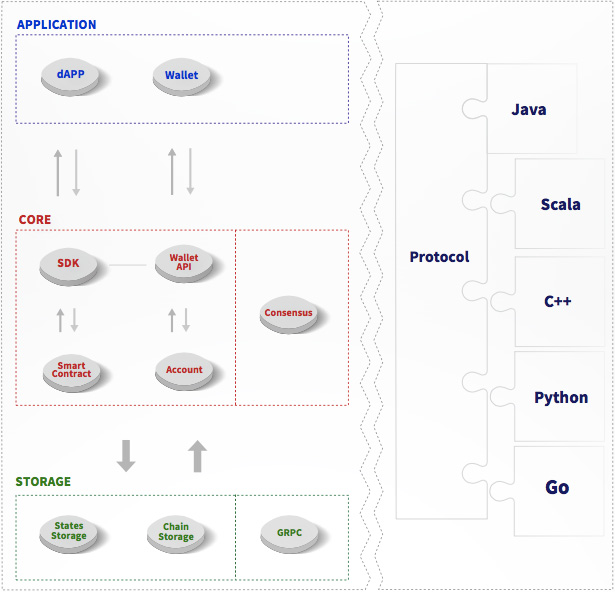 APPLICATION
dAPP
Wallet
CORE
SDK
Wallet
API
Consensus
Smart
Contract
Account
STORAGE
States
Storage
Chain
Storage
GRPC
Protocol
Java
Scala
C++
Python
Go